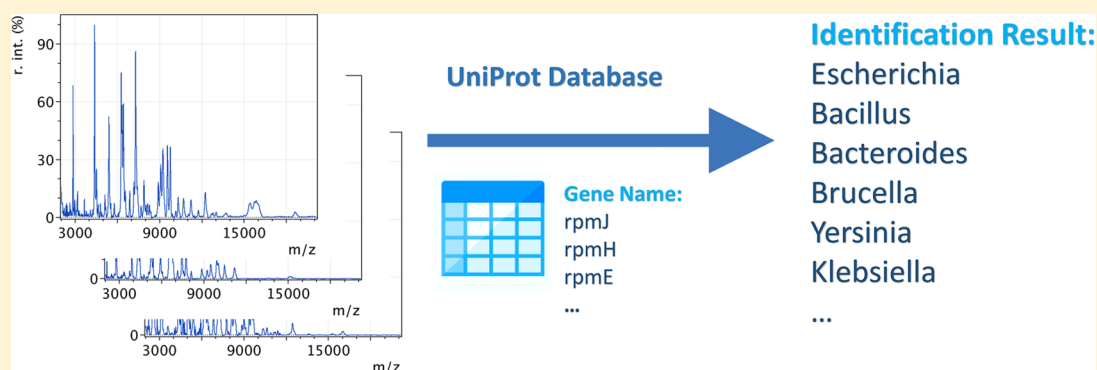 r. int. (%)
90
60
30
0
3000 9000 15000
m/z
0
3000 9000 15000
m/z
0
3000 9000 15000
m/z
UniProt Database
Gene Name:
rpmJ
rpmH
rpmE
...
Identification Result:
Escherichia
Bacillus
Bacteroides
Brucella
Yersinia
Klebsiella
...